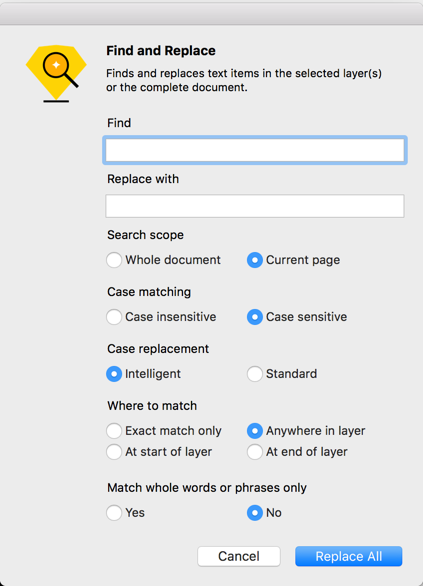 Find and Replace
Finds and replaces text items in the selected layer(s)
or the complete document.
Find
Replace with
Search scope
Whole document Current page
Case matching
Case insensitive Case sensitive
Case replacement
Intelligent Standard
Where to match
Exact match only Anywhere in layer
At start of layer At end of layer
Match whole words or phrases only
Yes No
Cancel Replace All